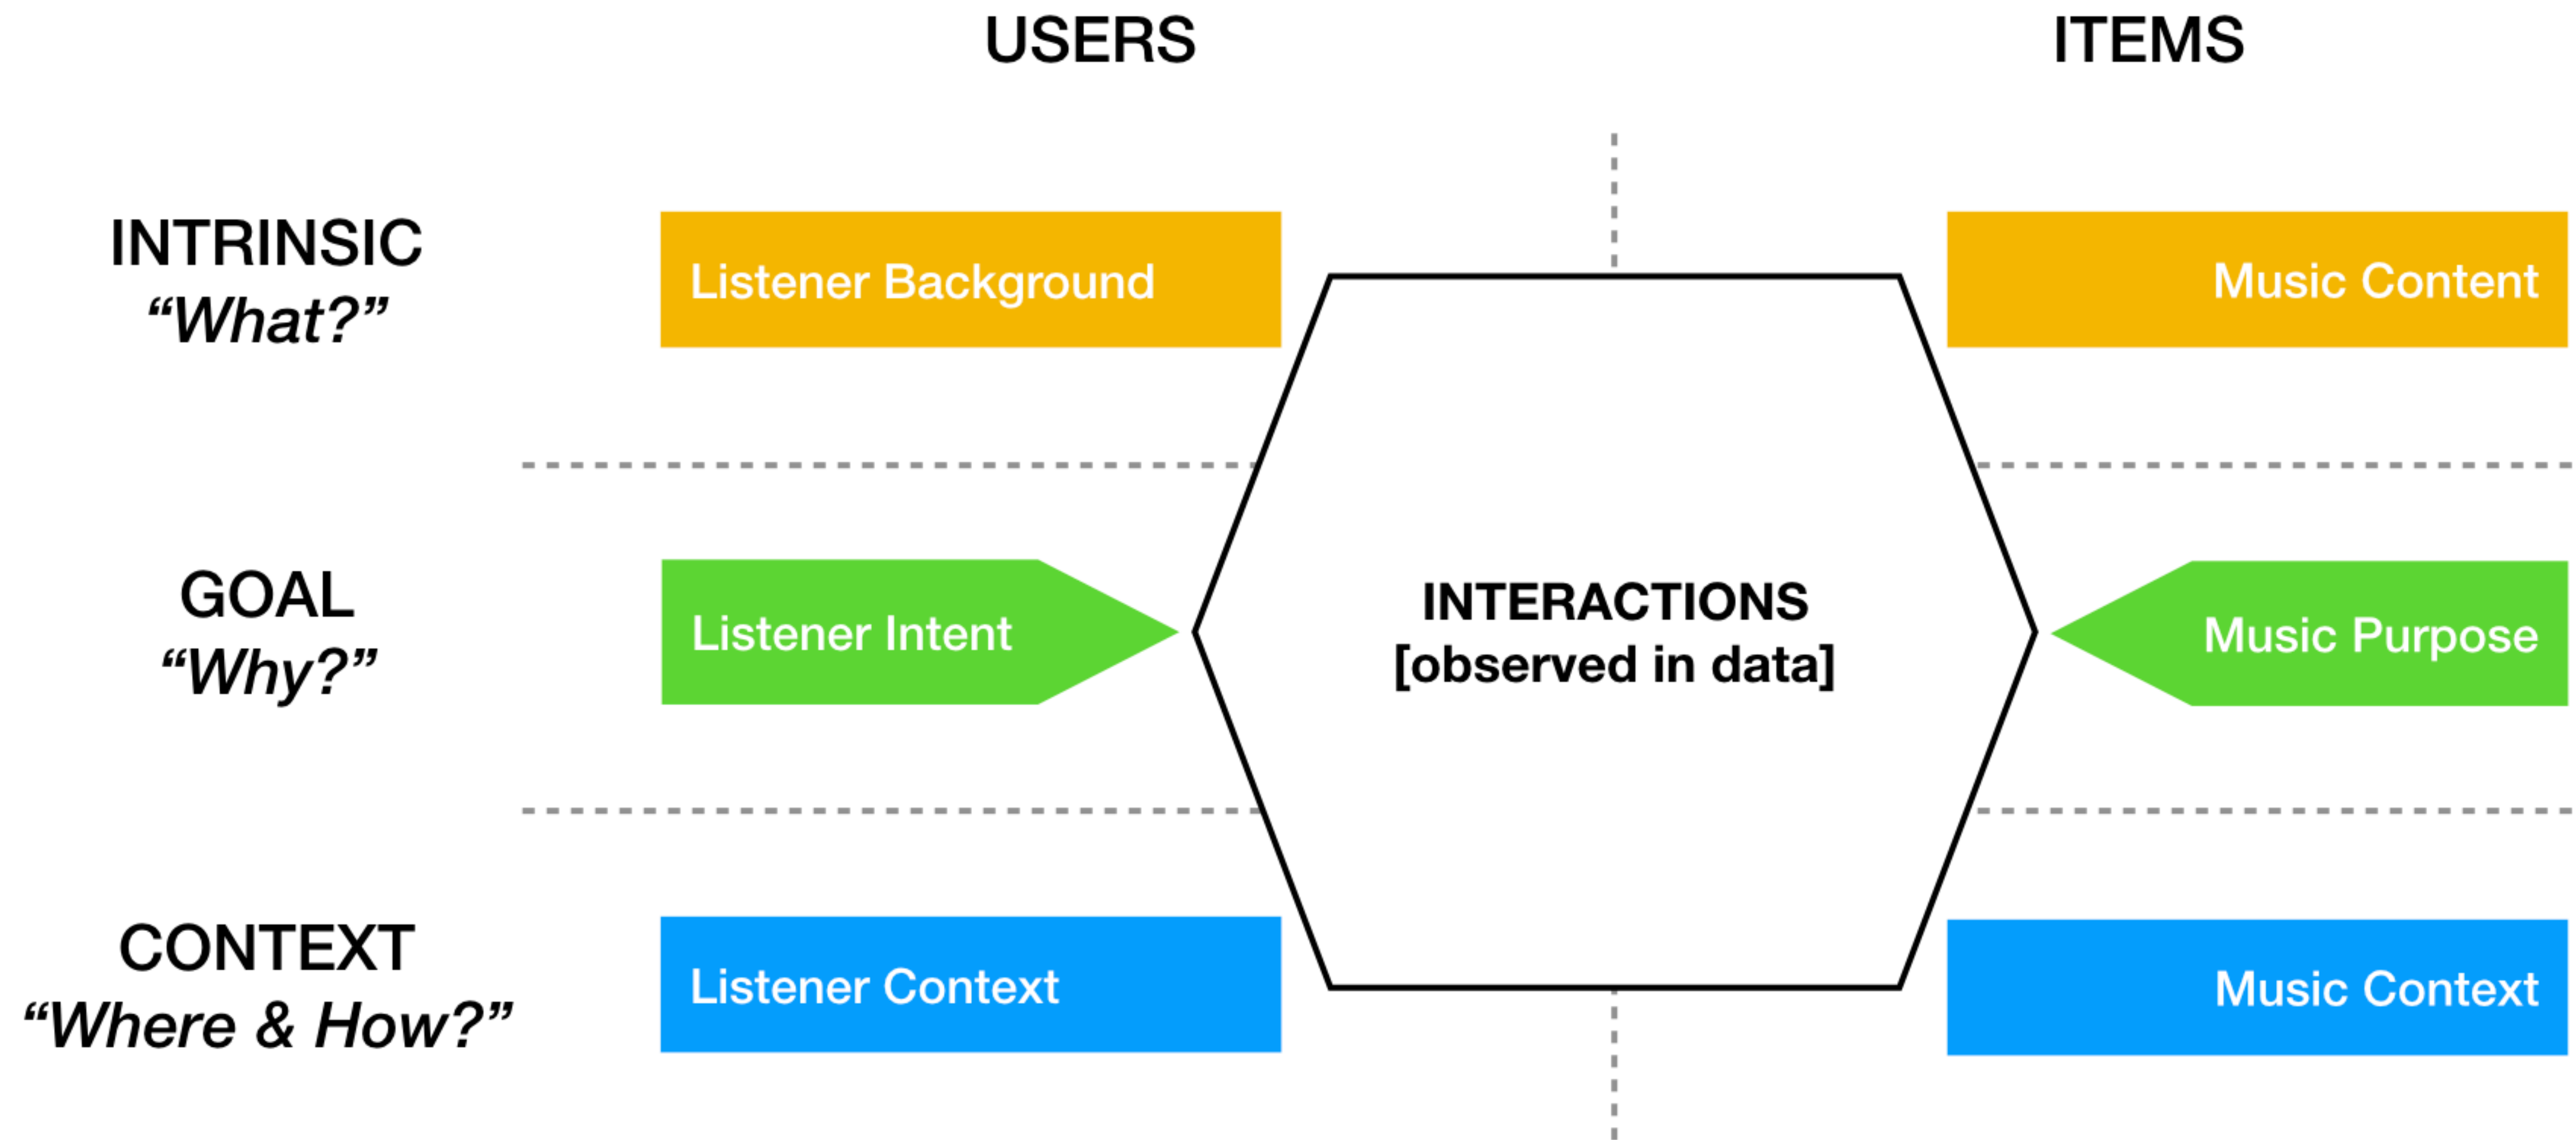 USERS
ITEMS
INTRINSIC
“What?”
Listener Background
Music Content
GOAL
“Why?”
Listener Intent
INTERACTIONS
[observed in data]
Music Purpose
CONTEXT
“Where & How?”
Listener Context
Music Context